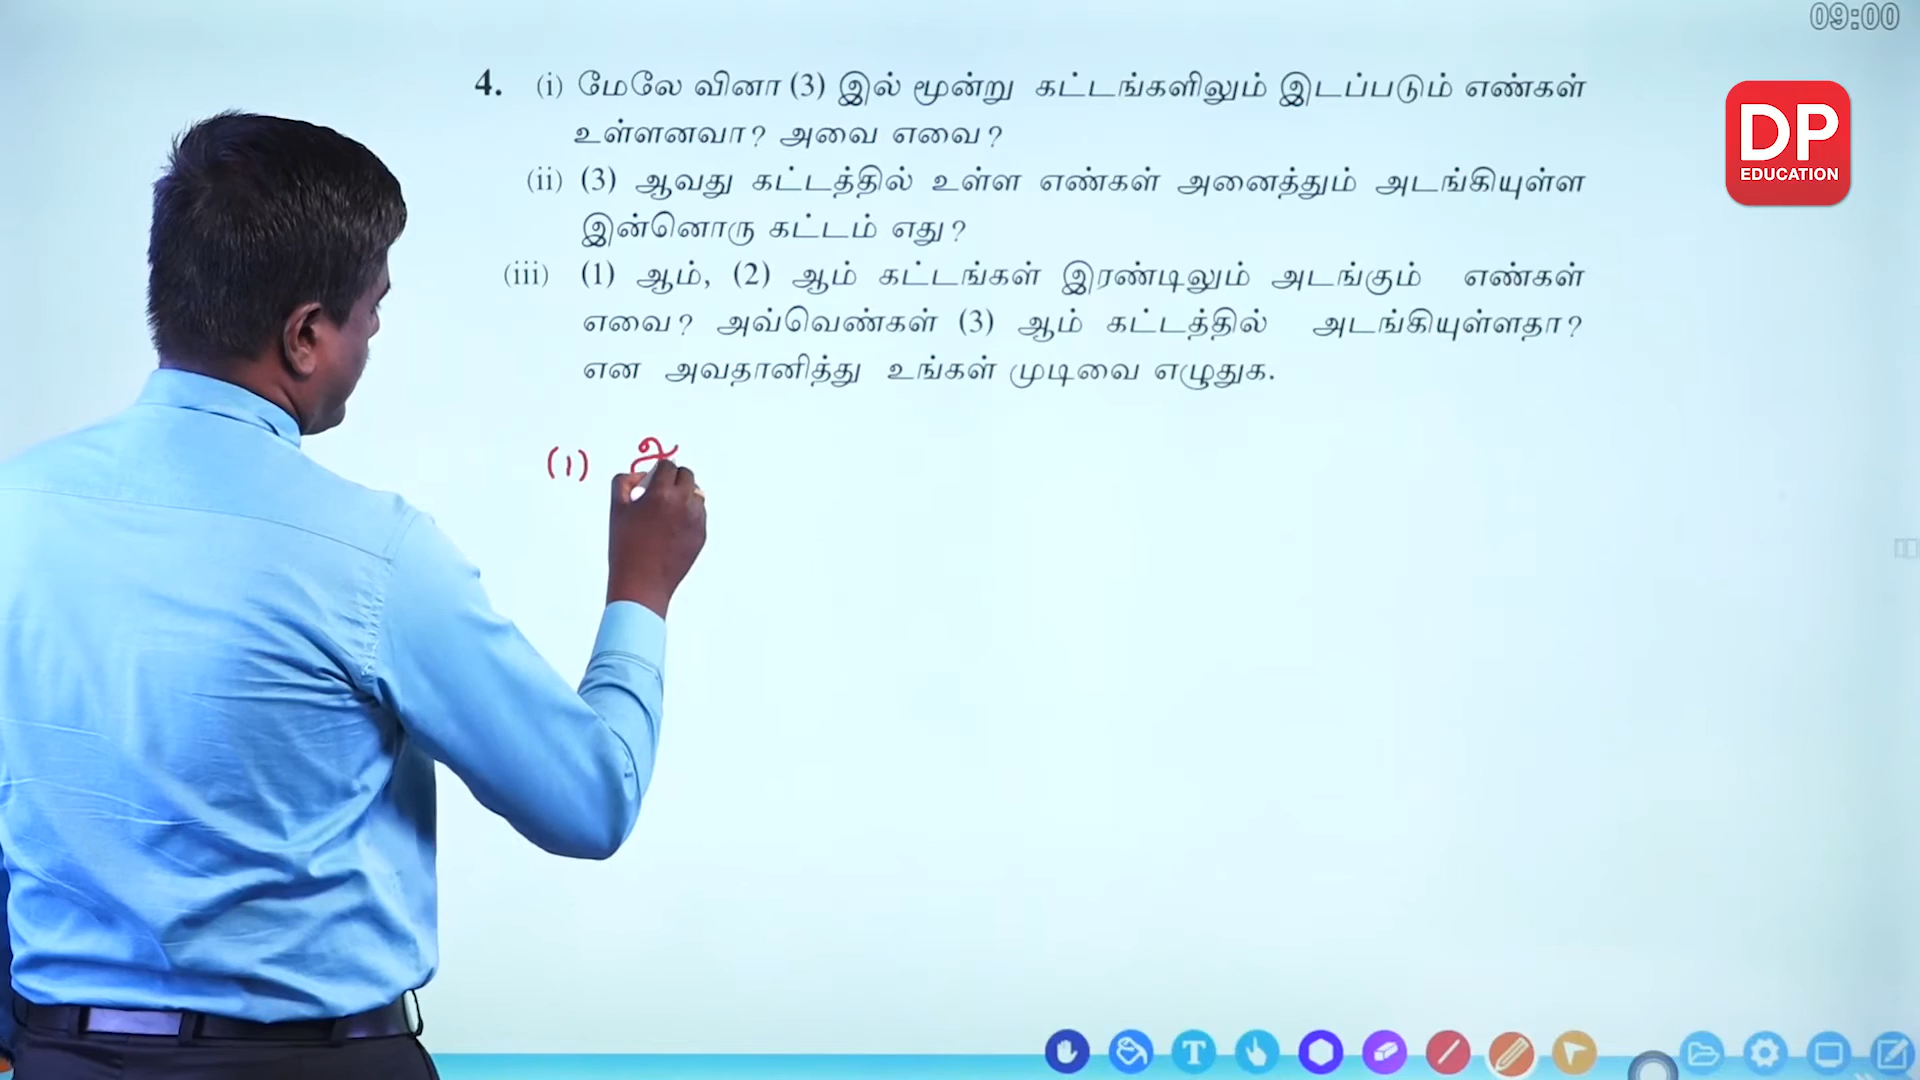 09:00
4. (i) மேலே வினா (3) இல் மூன்று கட்டங்களிலும் இடப்படும் எண்கள்
உள்ளனவா? அவை எவை?
(ii) (3) ஆவது கட்டத்தில் உள்ள எண்கள் அனைத்தும் அடங்கியுள்ள
இன்னொரு கட்டம் எது?
(iii) (1) ஆம், (2) ஆம் கட்டங்கள் இரண்டிலும் அடங்கும் எண்கள்
எவை? அவ்வெண்கள் (3) ஆம் கட்டத்தில் அடங்கியுள்ளதா?
என அவதானித்து உங்கள் முடிவை எழுதுக.
(1)
DP
EDUCATION
T